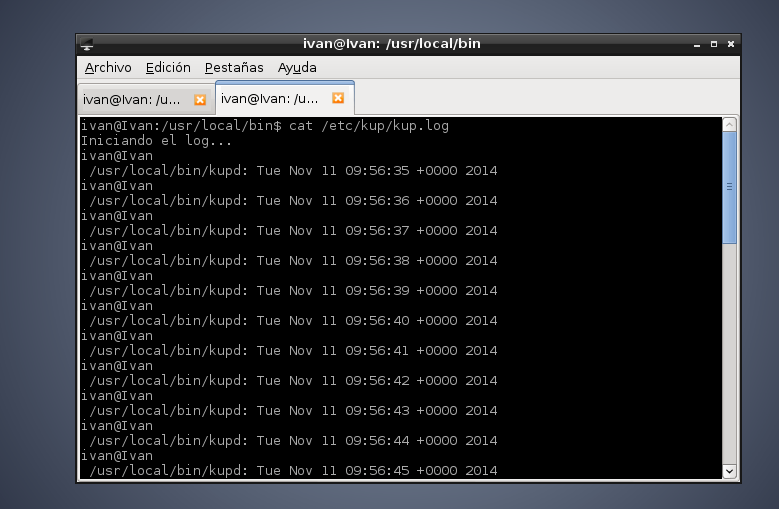 ivan@Ivan: /usr/local/bin
Archivo Edición Pestañas Ayuda
ivan@Ivan: /u... ivan@Ivan: /u...
ivan@Ivan:/usr/local/bin$ cat /etc/kup/kup.log
Iniciando el log...
ivan@Ivan
/usr/local/bin/kupd: Tue Nov 11 09:56:35 +0000 2014
ivan@Ivan
/usr/local/bin/kupd: Tue Nov 11 09:56:36 +0000 2014
ivan@Ivan
/usr/local/bin/kupd: Tue Nov 11 09:56:37 +0000 2014
ivan@Ivan
/usr/local/bin/kupd: Tue Nov 11 09:56:38 +0000 2014
ivan@Ivan
/usr/local/bin/kupd: Tue Nov 11 09:56:39 +0000 2014
ivan@Ivan
/usr/local/bin/kupd: Tue Nov 11 09:56:40 +0000 2014
ivan@Ivan
/usr/local/bin/kupd: Tue Nov 11 09:56:41 +0000 2014
ivan@Ivan
/usr/local/bin/kupd: Tue Nov 11 09:56:42 +0000 2014
ivan@Ivan
/usr/local/bin/kupd: Tue Nov 11 09:56:43 +0000 2014
ivan@Ivan
/usr/local/bin/kupd: Tue Nov 11 09:56:44 +0000 2014
ivan@Ivan
/usr/local/bin/kupd: Tue Nov 11 09:56:45 +0000 2014